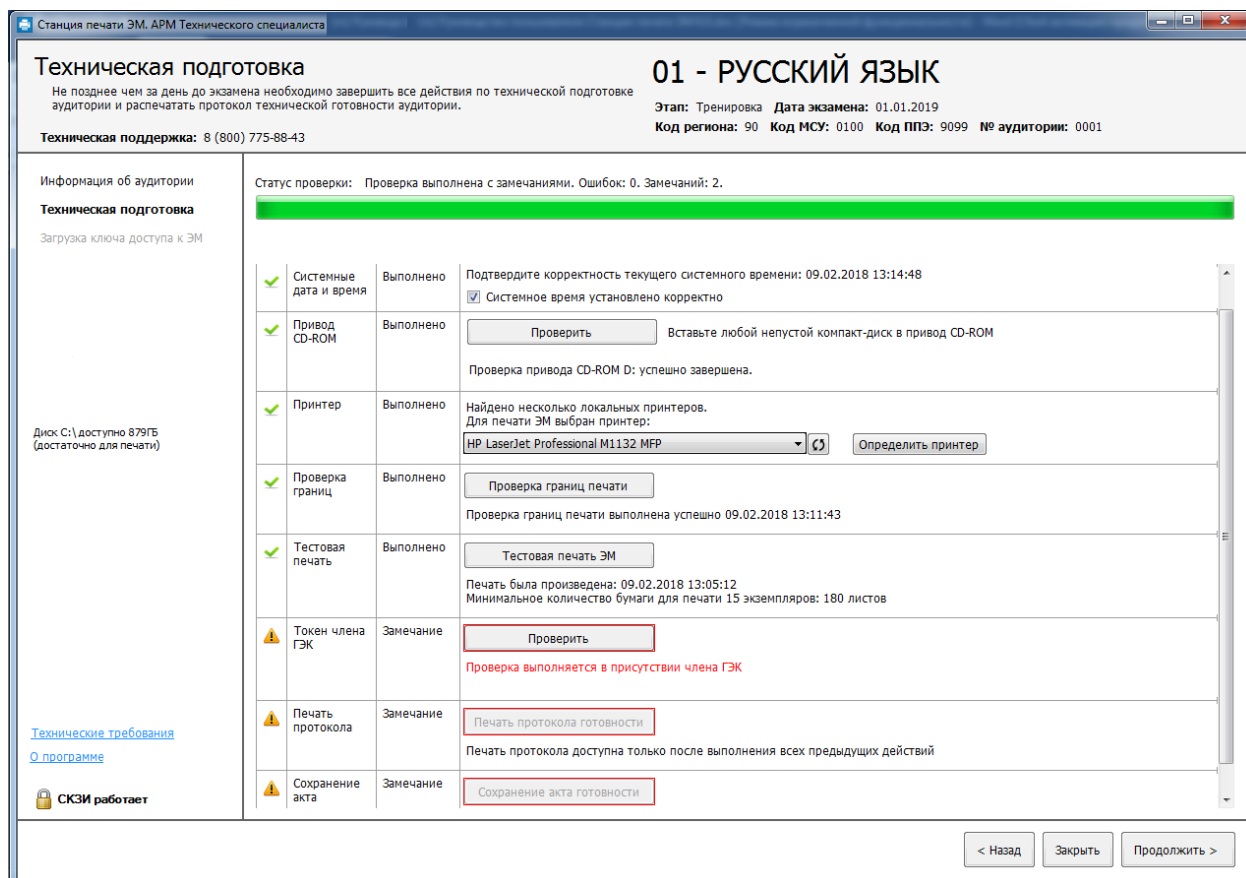 Станция печати ЭМ. АРМ Технического специалиста
Техническая подготовка
Не позднее чем за день до экзамена необходимо завершить все действия по технической подготовке
аудитории и распечатать протокол технической готовности аудитории.
Техническая поддержка: 8 (800) 775-88-43
01 - РУССКИЙ ЯЗЫК
Этап: Тренировка Дата экзамена: 01.01.2019
Код региона: 90 Код МСУ: 0100 Код ППЭ: 9099 № аудитории: 0001
Информация об аудитории
Техническая подготовка
Загрузка ключа доступа к ЭМ
Диск C:\ доступно 879ГБ
(достаточно для печати)
Технические требования
О программе
СКЗИ работает
Статус проверки: Проверка выполнена с замечаниями. Ошибок: 0. Замечаний: 2.
Системные
дата и время
Выполнено
Подтвердите корректность текущего системного времени: 09.02.2018 13:14:48
Системное время установлено корректно
Привод
CD-ROM
Выполнено
Проверить
Вставьте любой непустой компакт-диск в привод CD-ROM
Проверка привода CD-ROM D: успешно завершена.
Принтер
Выполнено
Найдено несколько локальных принтеров.
Для печати ЭМ выбран принтер:
HP LaserJet Professional M1132 MFP
Определить принтер
Проверка
границ
Выполнено
Проверка границ печати
Проверка границ печати выполнена успешно 09.02.2018 13:11:43
Тестовая
печать
Выполнено
Тестовая печать ЭМ
Печать была произведена: 09.02.2018 13:05:12
Минимальное количество бумаги для печати 15 экземпляров: 180 листов
Токен члена
ГЭК
Замечание
Проверить
Проверка выполняется в присутствии члена ГЭК
Печать
протокола
Замечание
Печать протокола готовности
Печать протокола доступна только после выполнения всех предыдущих действий
Сохранение
акта
Замечание
Сохранение акта готовности
< Назад
Закрыть
Продолжить >